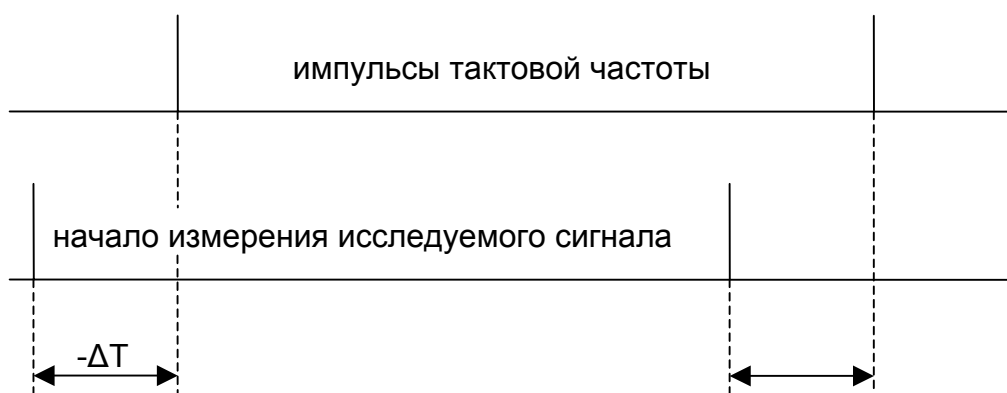 импульсы тактовой частоты
начало измерения исследуемого сигнала
-ΔT